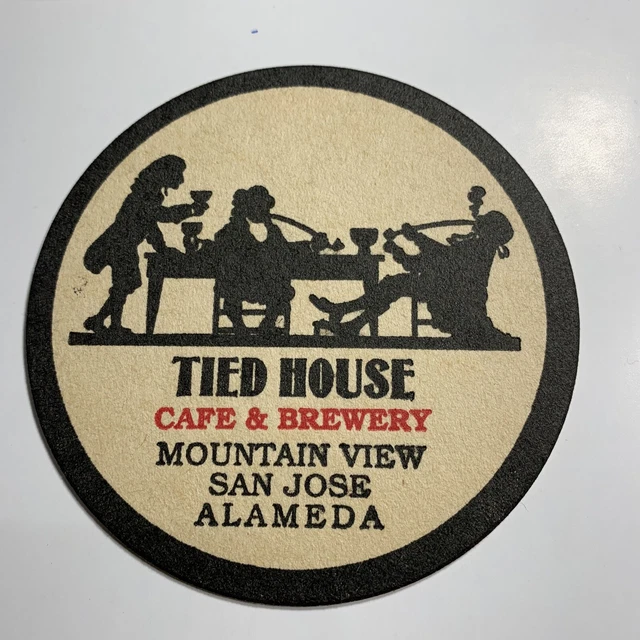 TIED HOUSE
CAFE & BREWERY
MOUNTAIN VIEW
SAN JOSE
ALAMEDA